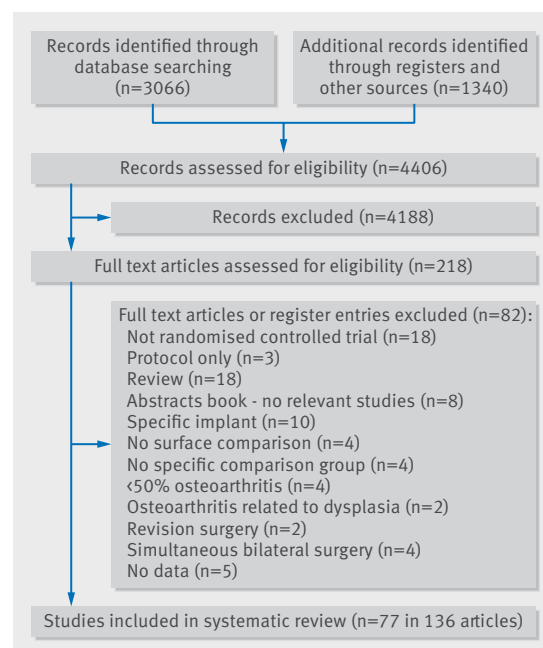 Records identified through
database searching
(n=3066)
Additional records identified
through registers and
other sources (n=1340)
Records assessed for eligibility (n=4406)
Records excluded (n=4188)
Full text articles assessed for eligibility (n=218)
Full text articles or register entries excluded (n=82):
Not randomised controlled trial (n=18)
Protocol only (n=3)
Review (n=18)
Abstracts book - no relevant studies (n=8)
Specific implant (n=10)
No surface comparison (n=4)
No specific comparison group (n=4)
<50% osteoarthritis (n=4)
Osteoarthritis related to dysplasia (n=2)
Revision surgery (n=2)
Simultaneous bilateral surgery (n=4)
No data (n=5)
Studies included in systematic review (n=77 in 136 articles)